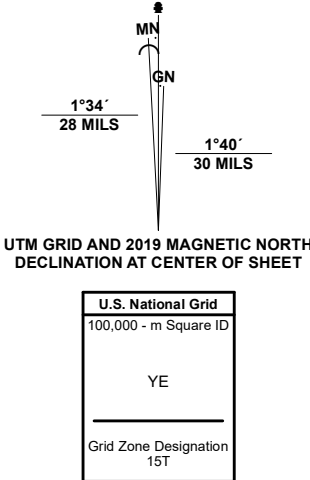 MN
GN
1°34´
28 MILS
1°40´
30 MILS
UTM GRID AND 2019 MAGNETIC NORTH
DECLINATION AT CENTER OF SHEET
U.S. National Grid
100,000 - m Square ID
YE
Grid Zone Designation
15T